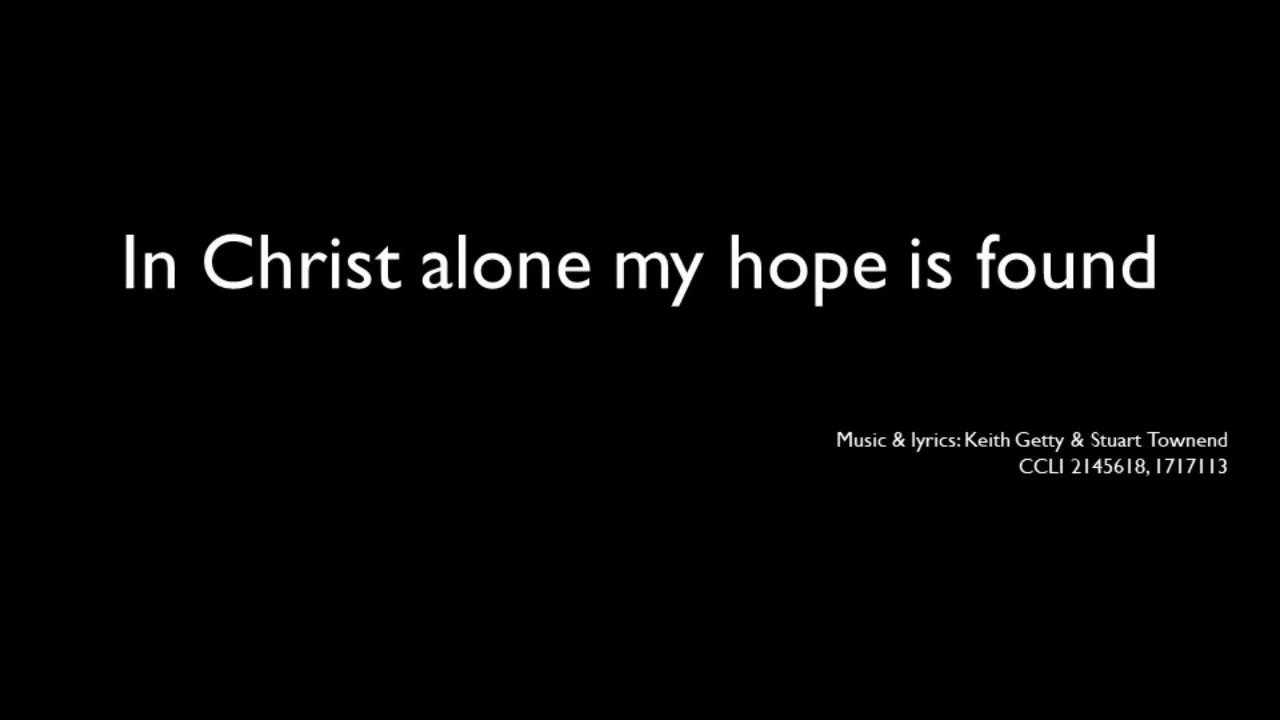 In Christ alone my hope is found
Music & lyrics: Keith Getty & Stuart Townend
CCLI 2145618, 1717113